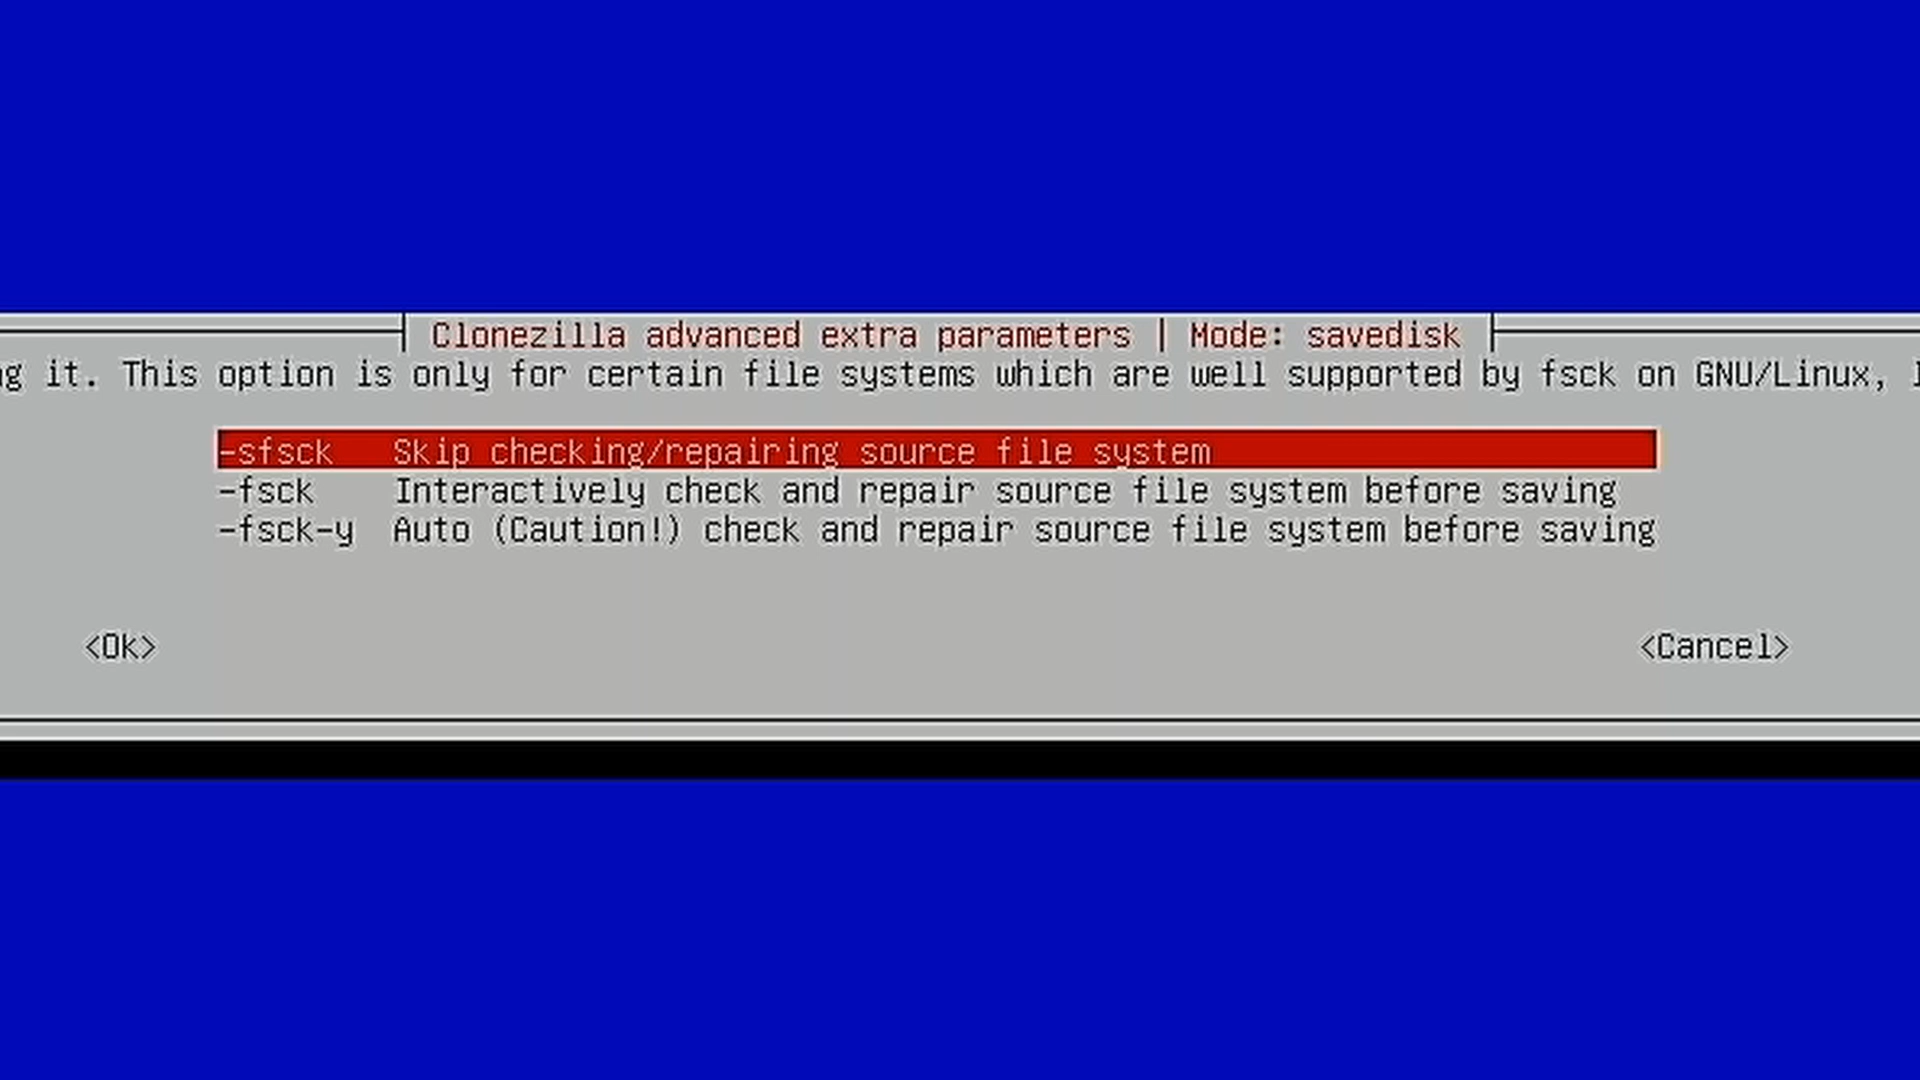 Clonezilla advanced extra parameters | Mode: savedisk
it. This option is only for certain file systems which are well supported by fsck on GNU/Linux,
-sfsck Skip checking/repairing source file system
-fsck Interactively check and repair source file system before saving
-fsck-y Auto (Caution!) check and repair source file system before saving
<Ok> <Cancel>